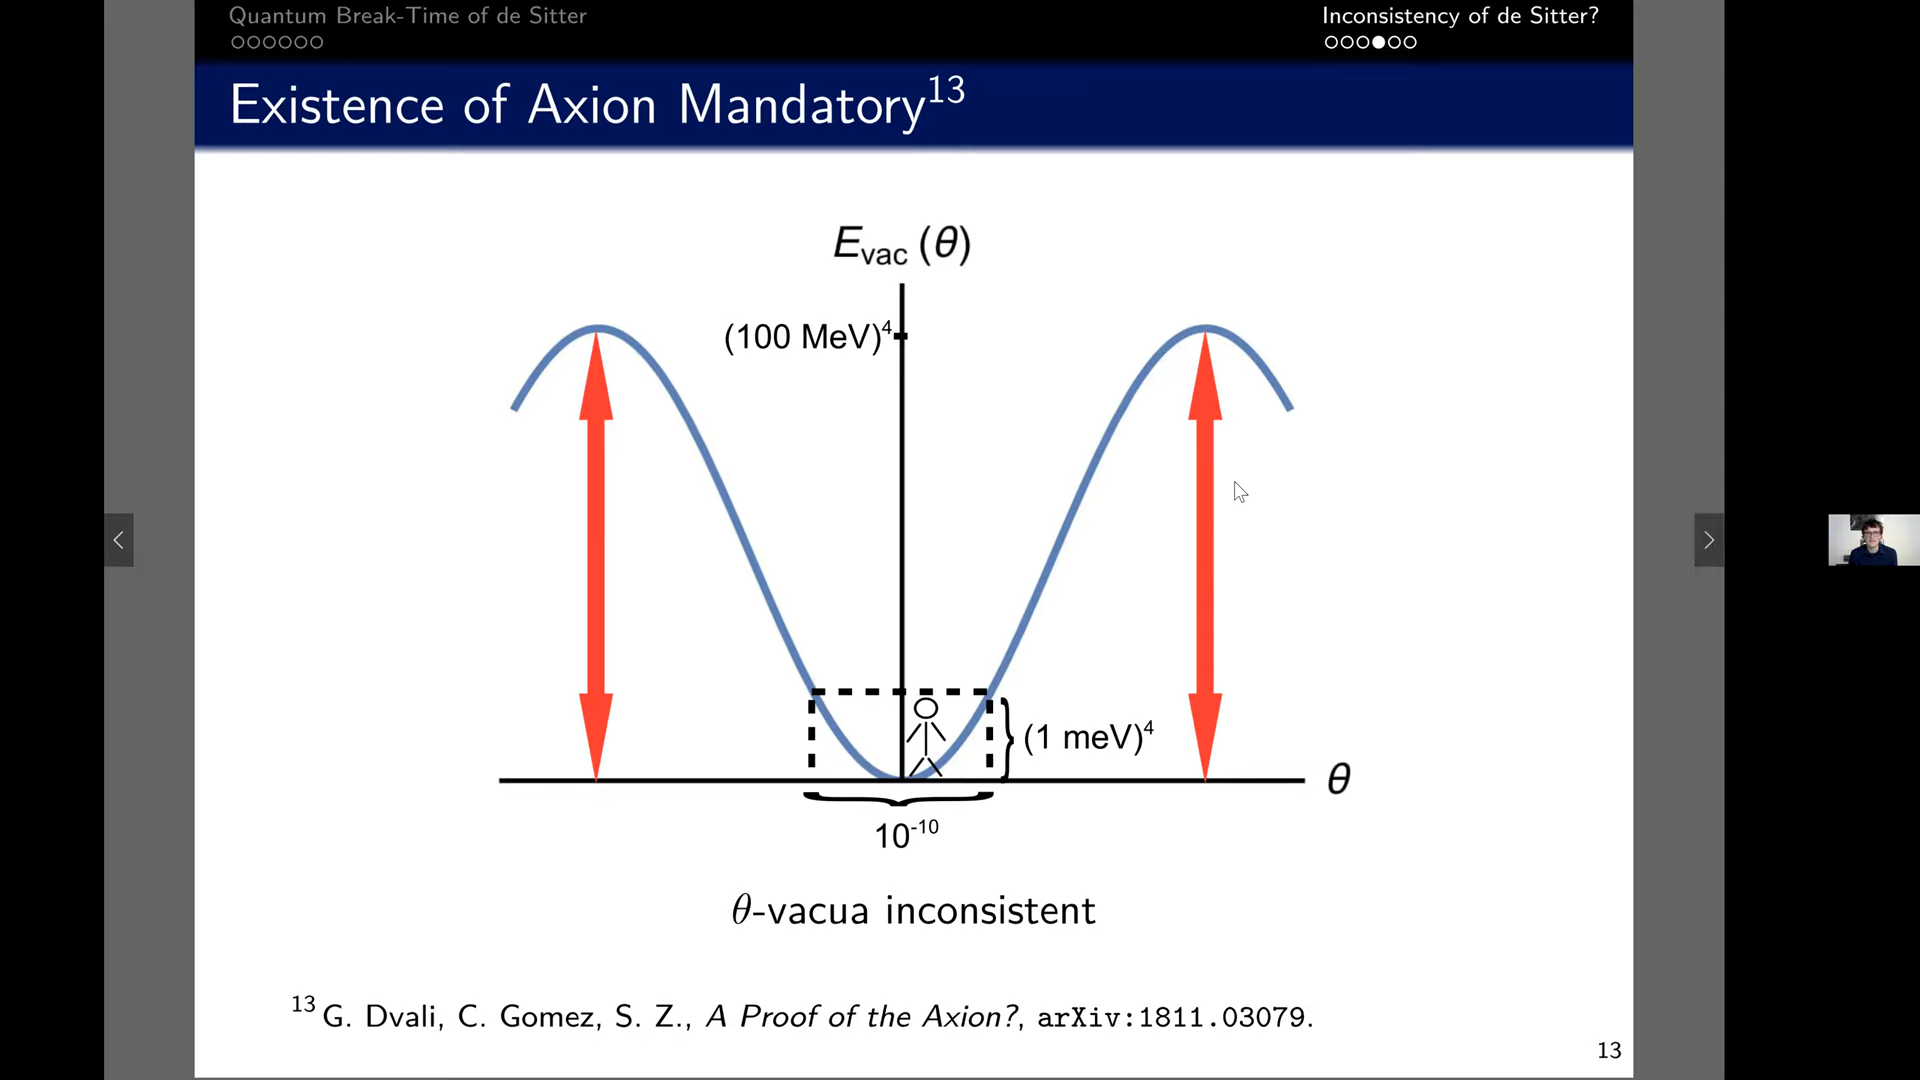 Quantum Break-Time of de Sitter
Inconsistency of de Sitter?
Existence of Axion Mandatory¹³
E_vac (θ)
(100 MeV)⁴
(1 meV)⁴
θ
10⁻¹⁰
θ-vacua inconsistent
¹³ G. Dvali, C. Gomez, S. Z., A Proof of the Axion?, arXiv:1811.03079.
13